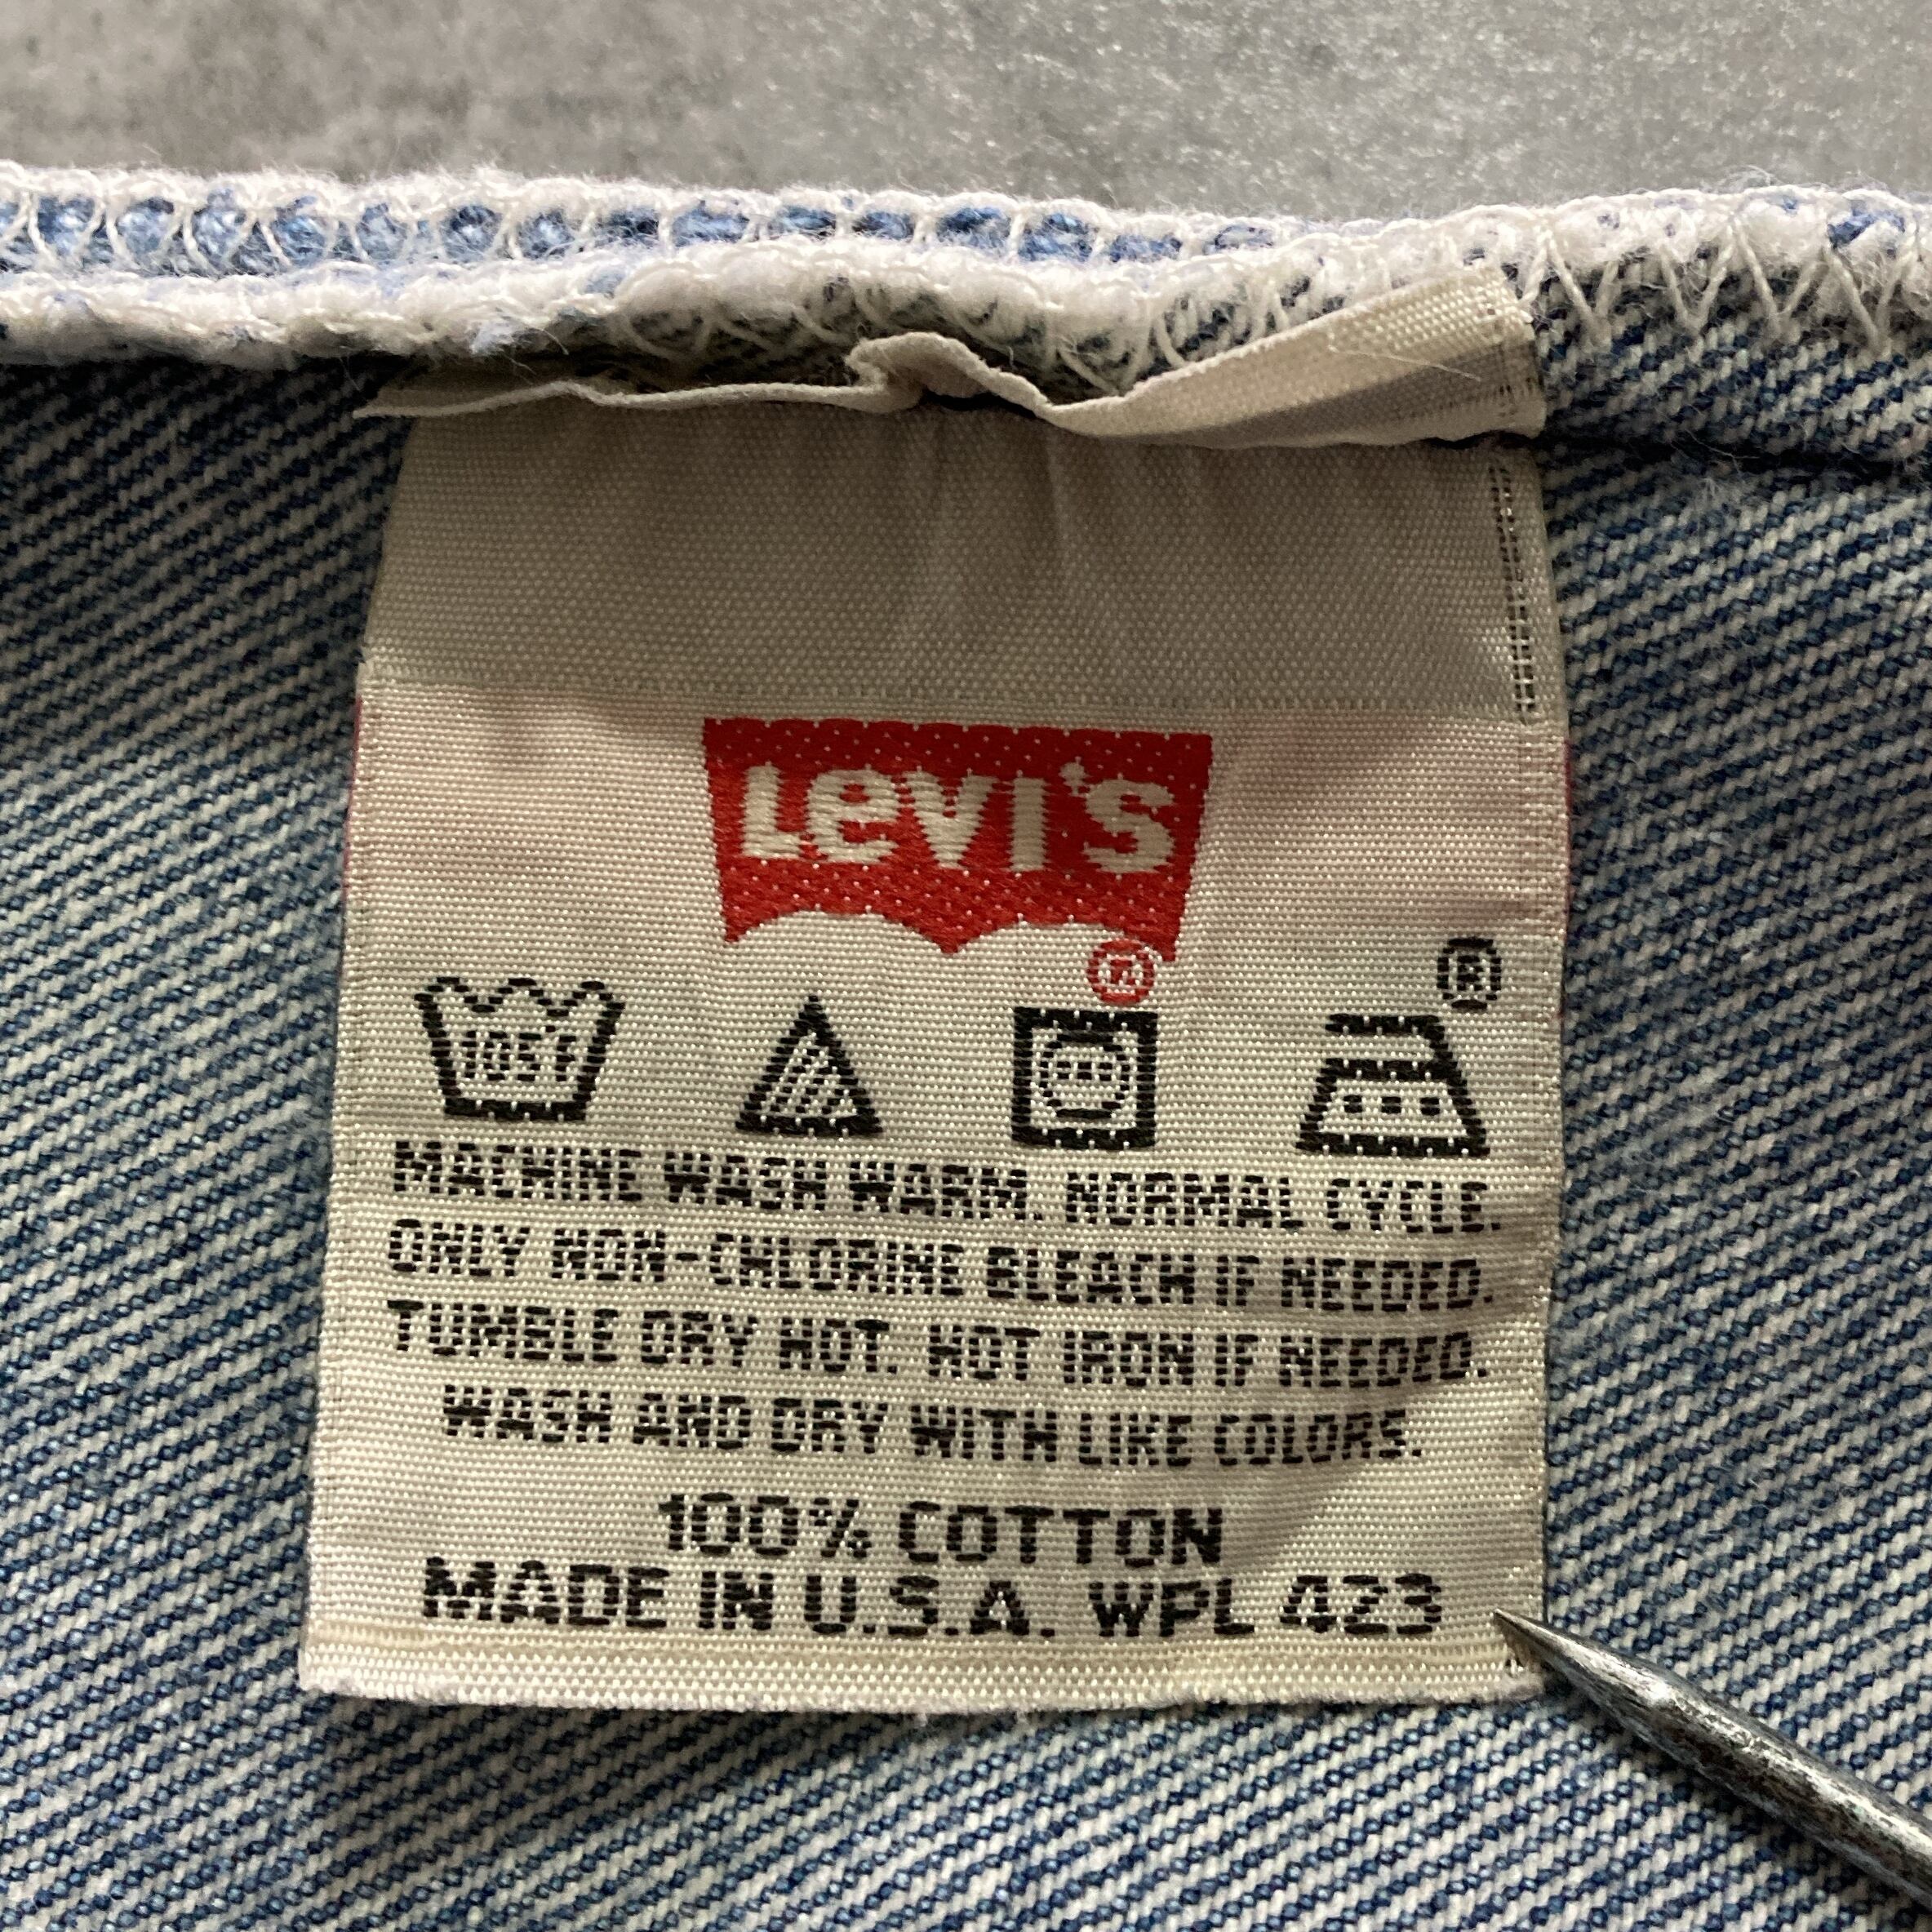 Levi's
®
®
105F
MACHINE WASH WARM. NORMAL CYCLE.
ONLY NON-CHLORINE BLEACH IF NEEDED.
TUMBLE DRY HOT. HOT IRON IF NEEDED.
WASH AND DRY WITH LIKE COLORS.
100% COTTON
MADE IN U.S.A. WPL 423